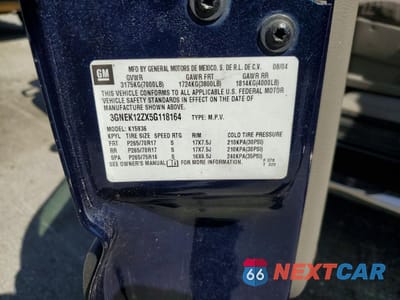 GM
MFD BY GENERAL MOTORS DE MEXICO, S. DE R.L. DE C.V. 08/04
GVWR GAWR FRT GAWR RR
3175KG(7000LB) 1724KG(3800LB) 1814KG(4000LB)
THIS VEHICLE CONFORMS TO ALL APPLICABLE U.S. FEDERAL MOTOR
VEHICLE SAFETY STANDARDS IN EFFECT ON THE DATE OF
MANUFACTURE SHOWN ABOVE.
3GNEK12ZX5G118164 TYPE: M.P.V.
MODEL: K15936
KPYL TIRE SIZE SPEED RTG RIM COLD TIRE PRESSURE
FRT P265/70R17 S 17X7.5J 210KPA(30PSI)
RR P265/70R17 S 17X7.5J 210KPA(30PSI)
SPA P265/75R16 S 16X6.5J 240KPA(35PSI)
SEE OWNER'S MANUAL FOR MORE INFORMATION.
66 NEXTCAR